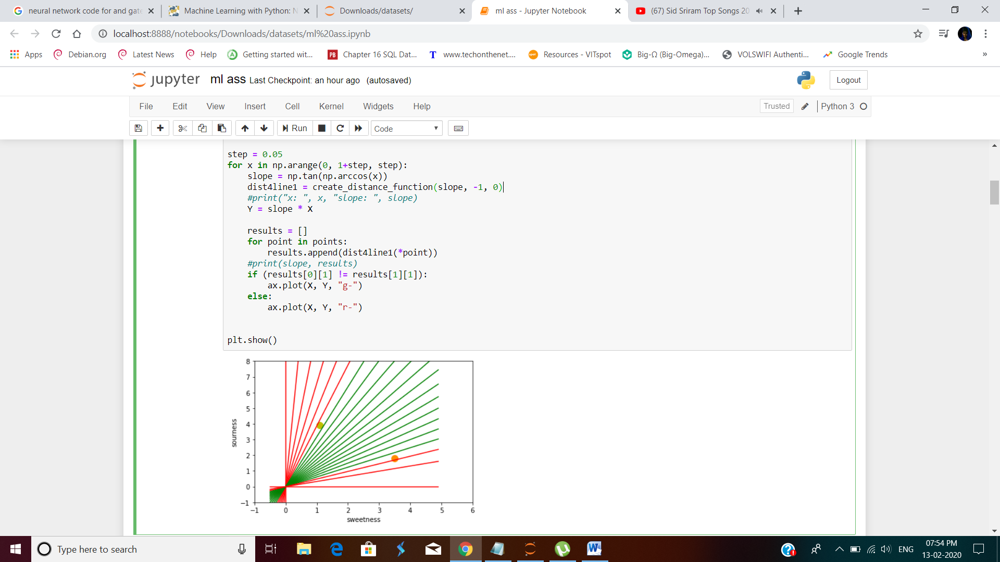 neural network code for and gate
Machine Learning with Python: N
Downloads/datasets/
ml ass - Jupyter Notebook
(67) Sid Sriram Top Songs 20
localhost:8888/notebooks/Downloads/datasets/ml%20ass.ipynb
Apps
Debian.org
Latest News
Help
Getting started wit...
PB
Chapter 16 SQL Dat...
T
www.techonthenet....
spot
Resources - VITspot
Big-Ω (Big-Omega)...
VOLSWIFI Authenti...
Google Trends
»
jupyter ml ass Last Checkpoint: an hour ago (autosaved)
Logout
File Edit View Insert Cell Kernel Widgets Help
Trusted
Python 3
Run
Code
step = 0.05
for x in np.arange(0, 1+step, step):
    slope = np.tan(np.arccos(x))
    dist4line1 = create_distance_function(slope, -1, 0)
    #print("x: ", x, "slope: ", slope)
    Y = slope * X
    results = []
    for point in points:
        results.append(dist4line1(*point))
    #print(slope, results)
    if (results[0][1] != results[1][1]):
        ax.plot(X, Y, "g-")
    else:
        ax.plot(X, Y, "r-")
plt.show()
8
7
6
5
4
3
2
1
0
−1
sourness
−1 0 1 2 3 4 5 6
sweetness
Type here to search
ENG
07:54 PM
13-02-2020